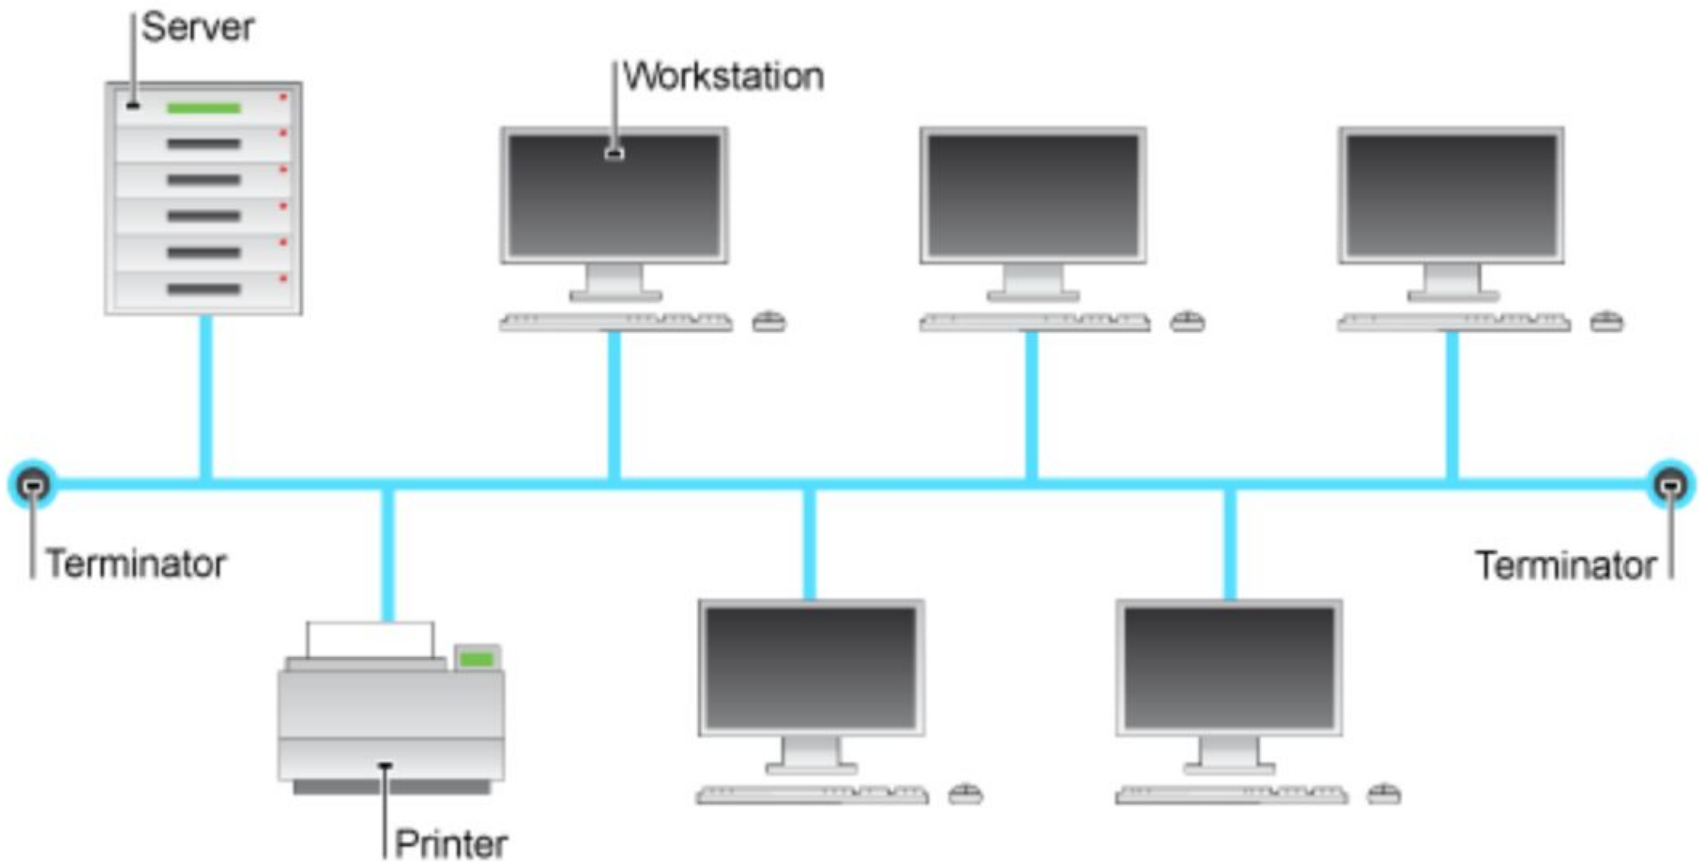 Server
Workstation
Terminator
Terminator
Printer